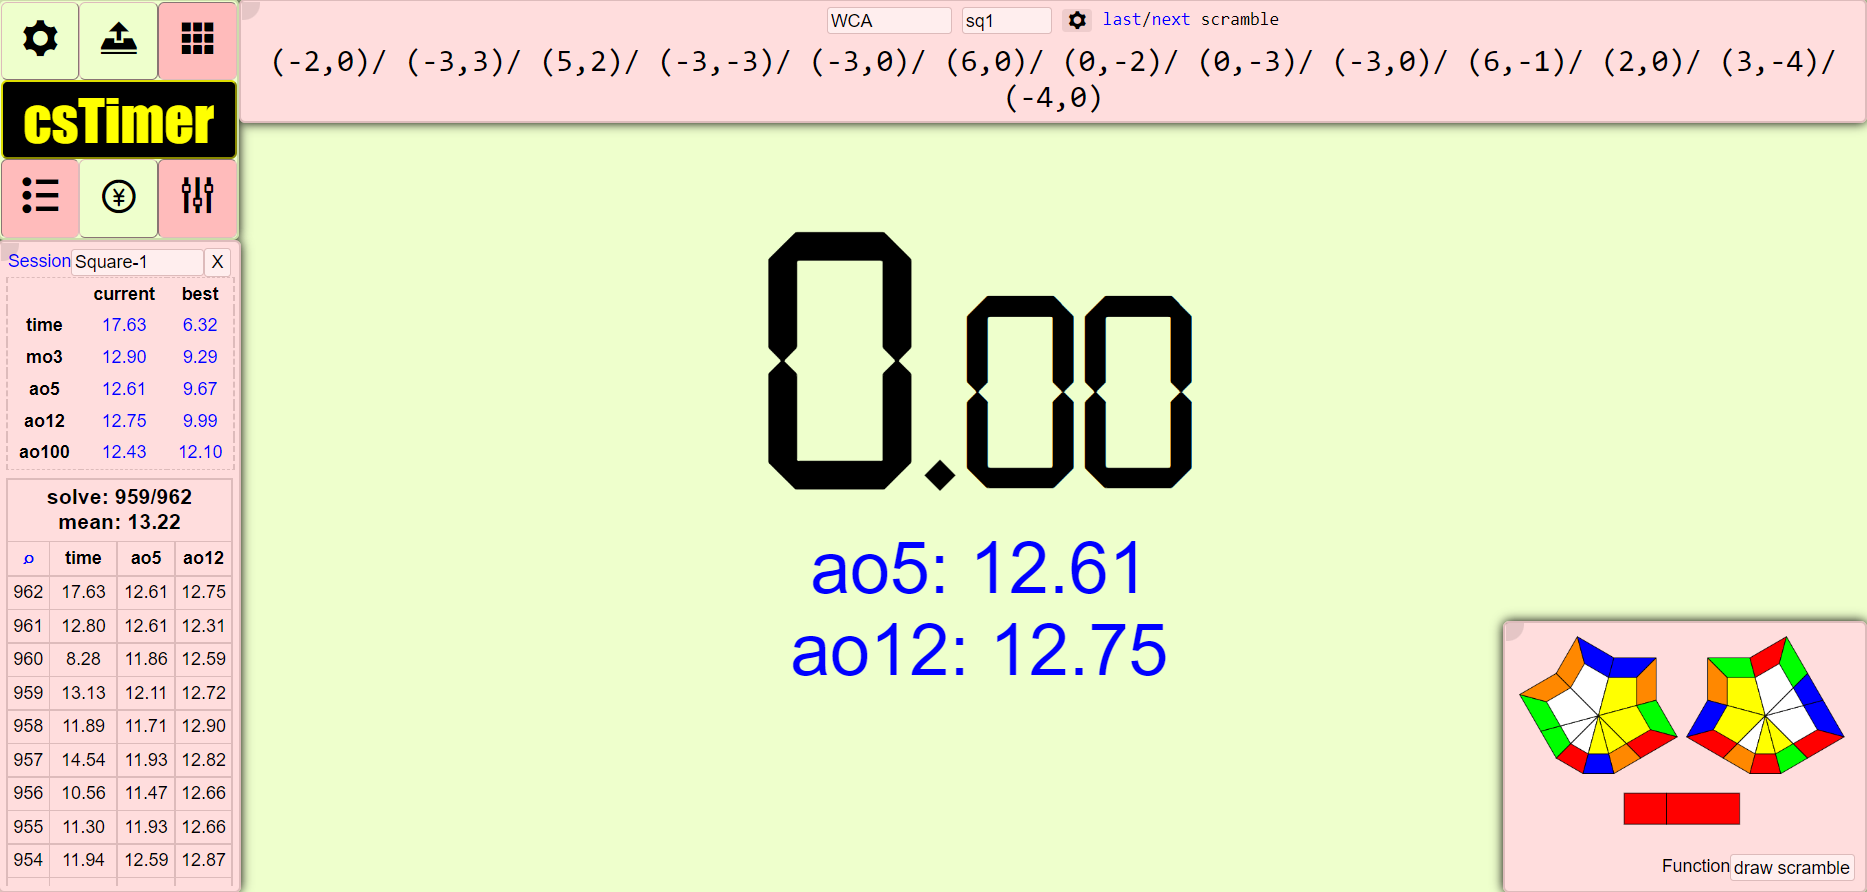 WCA sq1 last/next scramble
(-2,0)/ (-3,3)/ (5,2)/ (-3,-3)/ (-3,0)/ (6,0)/ (0,-2)/ (0,-3)/ (-3,0)/ (6,-1)/ (2,0)/ (3,-4)/
(-4,0)
csTimer
¥
Session Square-1 X
current best
time 17.63 6.32
mo3 12.90 9.29
ao5 12.61 9.67
ao12 12.75 9.99
ao100 12.43 12.10
solve: 959/962
mean: 13.22
time ao5 ao12
962 17.63 12.61 12.75
961 12.80 12.61 12.31
960 8.28 11.86 12.59
959 13.13 12.11 12.72
958 11.89 11.71 12.90
957 14.54 11.93 12.82
956 10.56 11.47 12.66
955 11.30 11.93 12.66
954 11.94 12.59 12.87
0.00
ao5: 12.61
ao12: 12.75
Function draw scramble